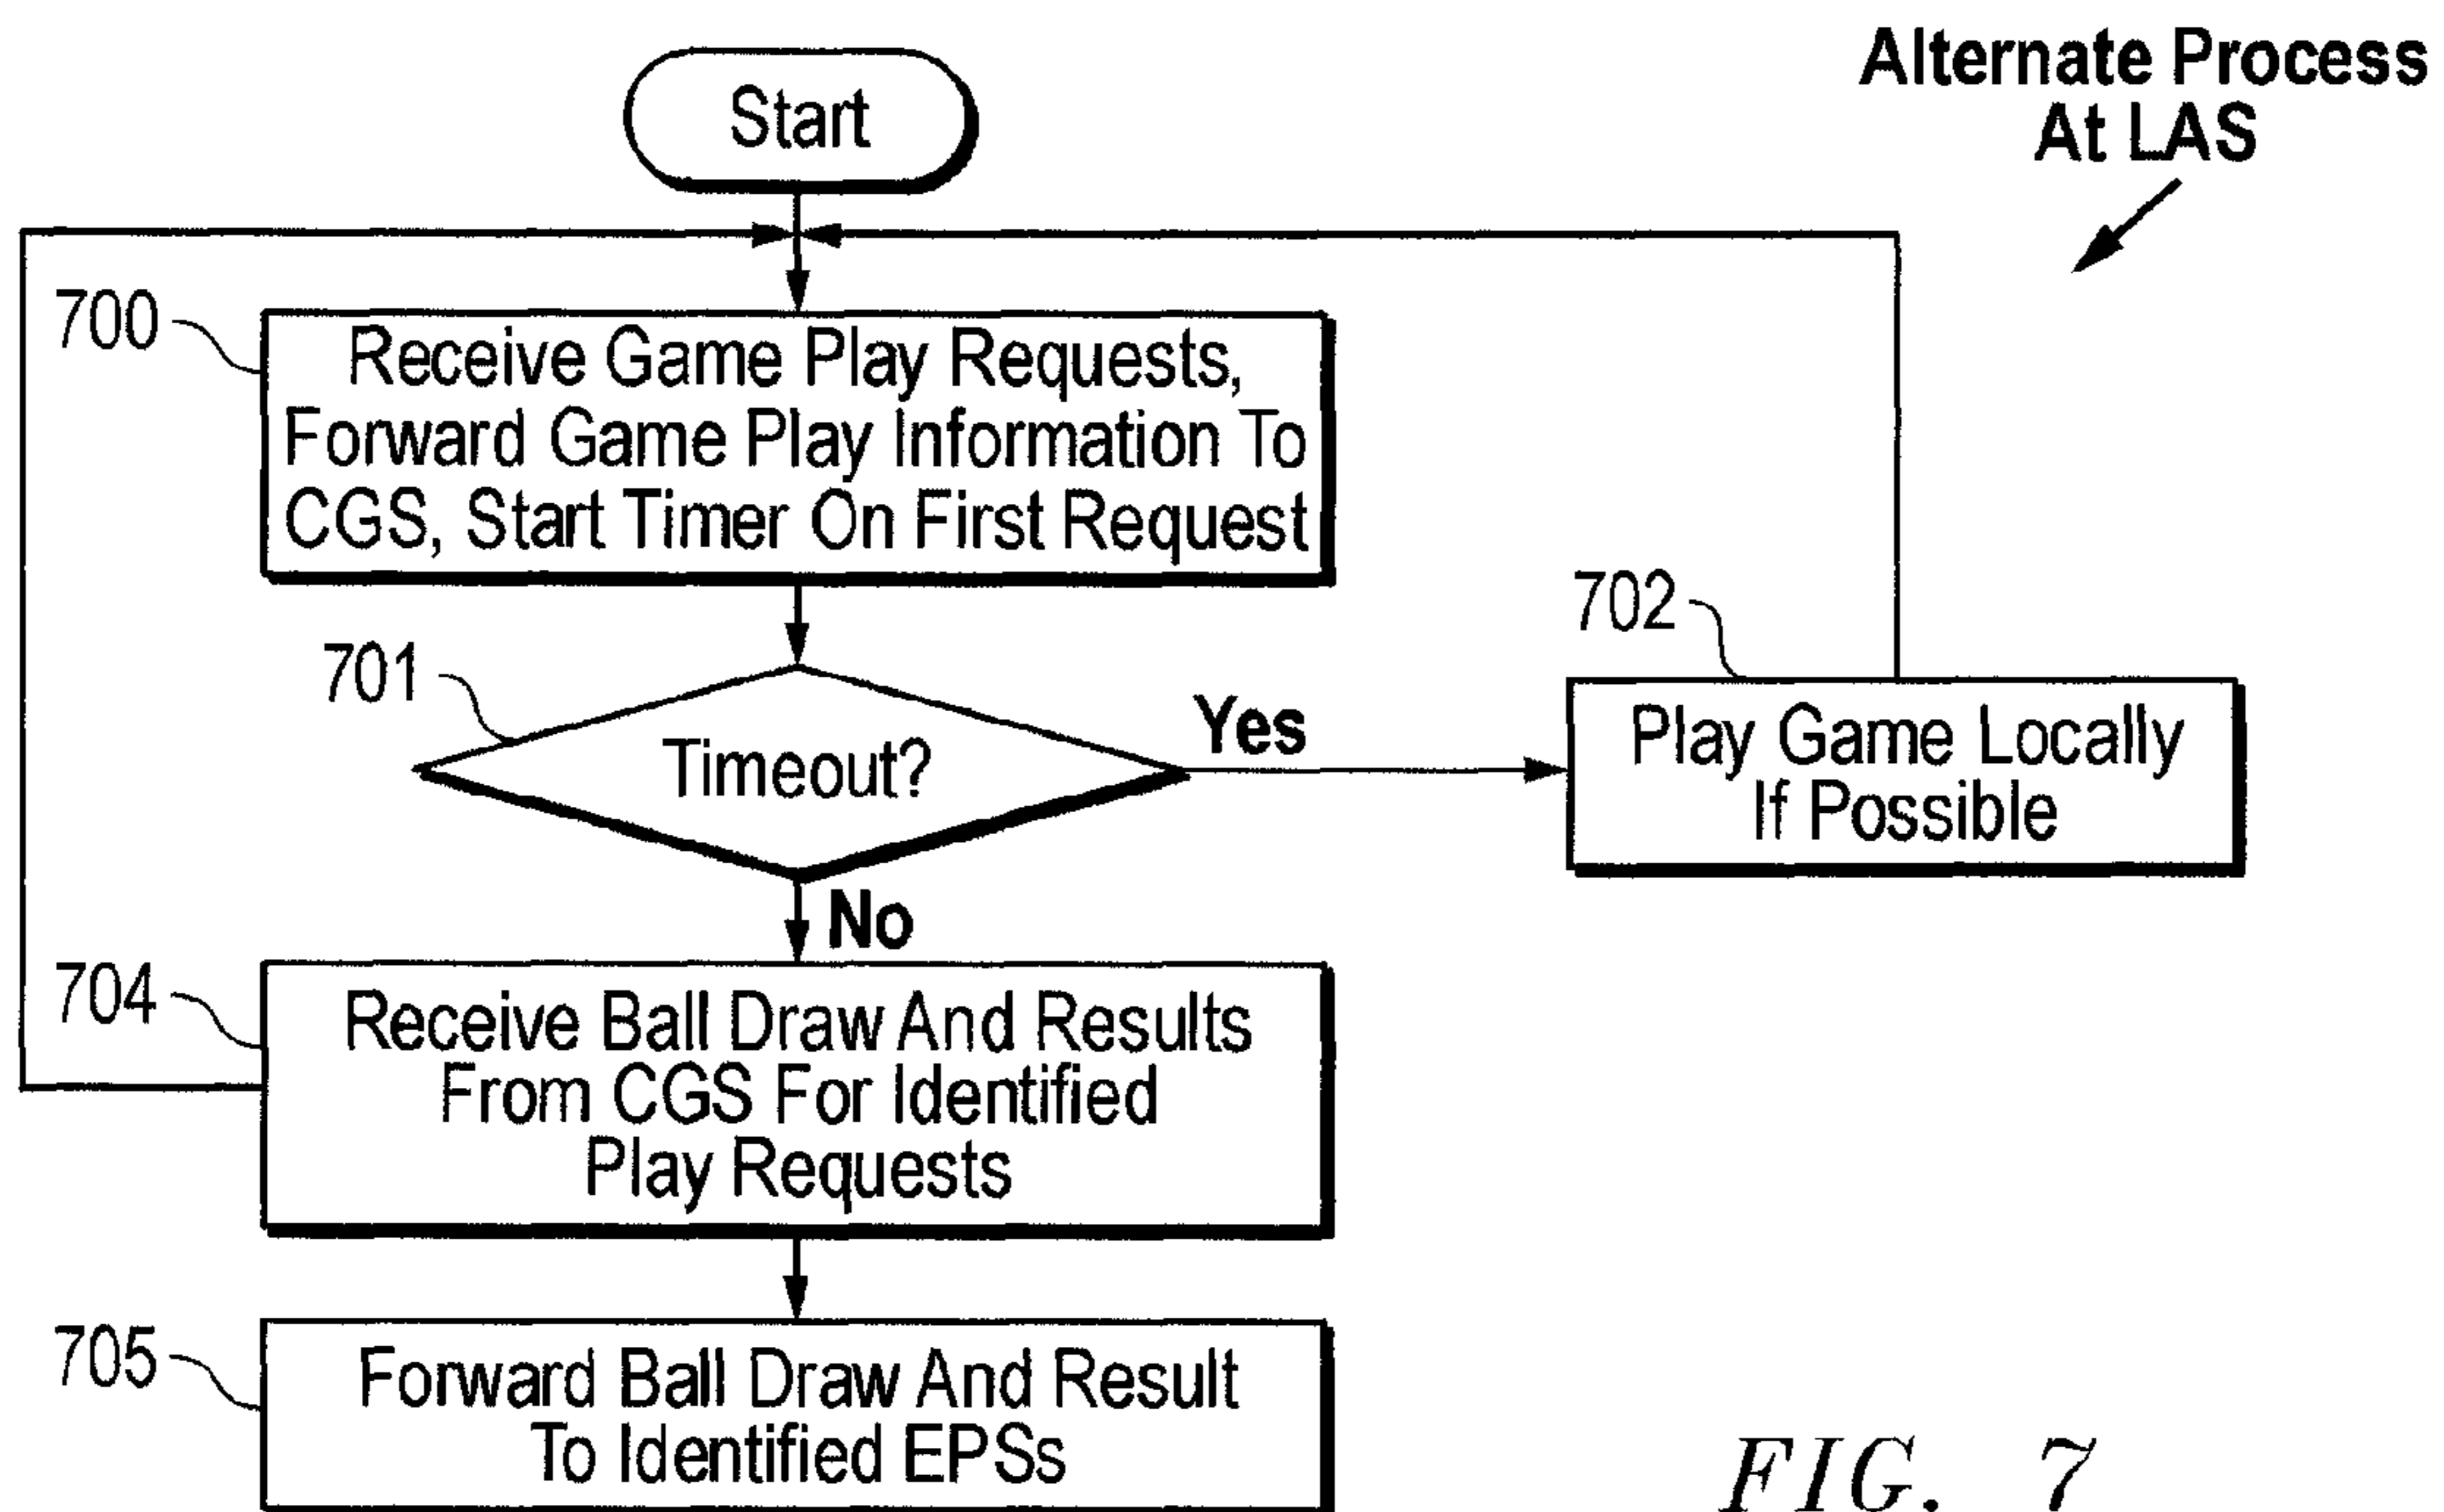 Alternate Process
At LAS
Start
700
Receive Game Play Requests,
Forward Game Play Information To
CGS, Start Timer On First Request
701
Timeout?
Yes
702
Play Game Locally
If Possible
No
704
Receive Ball Draw And Results
From CGS For Identified
Play Requests
705
Forward Ball Draw And Result
To Identified EPSs
FIG. 7